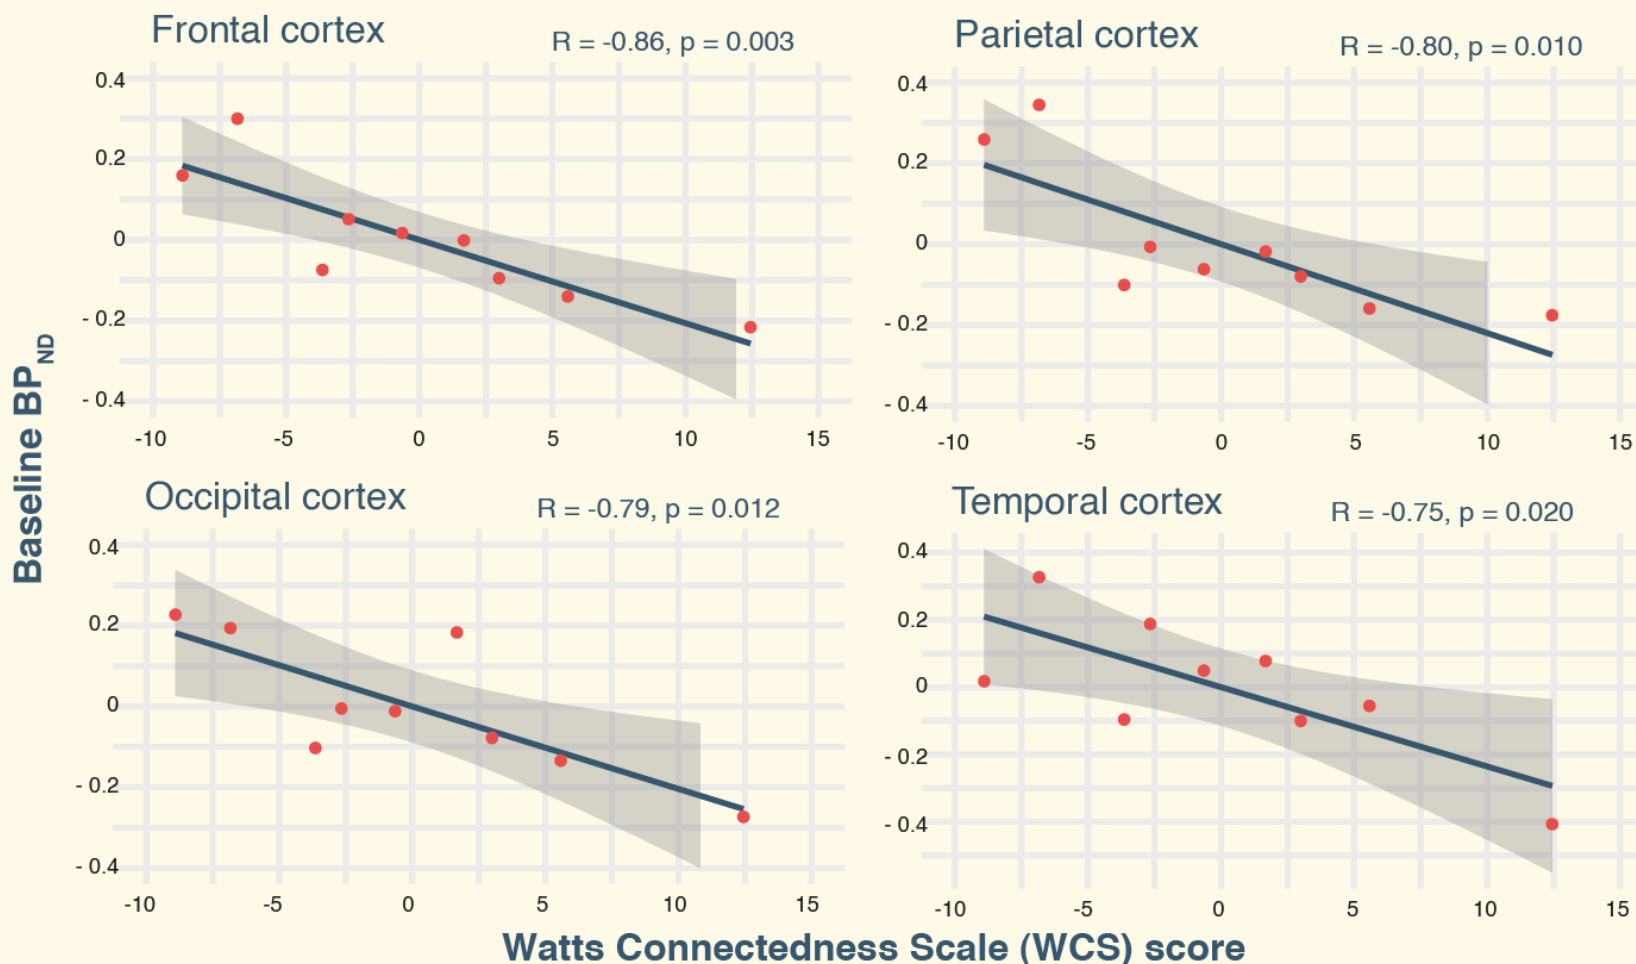 Frontal cortex
R = -0.86, p = 0.003
0.4
0.2
0
- 0.2
- 0.4
-10 -5 0 5 10 15
Parietal cortex
R = -0.80, p = 0.010
0.4
0.2
0
- 0.2
- 0.4
-10 -5 0 5 10 15
Baseline BPND
Occipital cortex
R = -0.79, p = 0.012
0.4
0.2
0
- 0.2
- 0.4
-10 -5 0 5 10 15
Temporal cortex
R = -0.75, p = 0.020
0.4
0.2
0
- 0.2
- 0.4
-10 -5 0 5 10 15
Watts Connectedness Scale (WCS) score